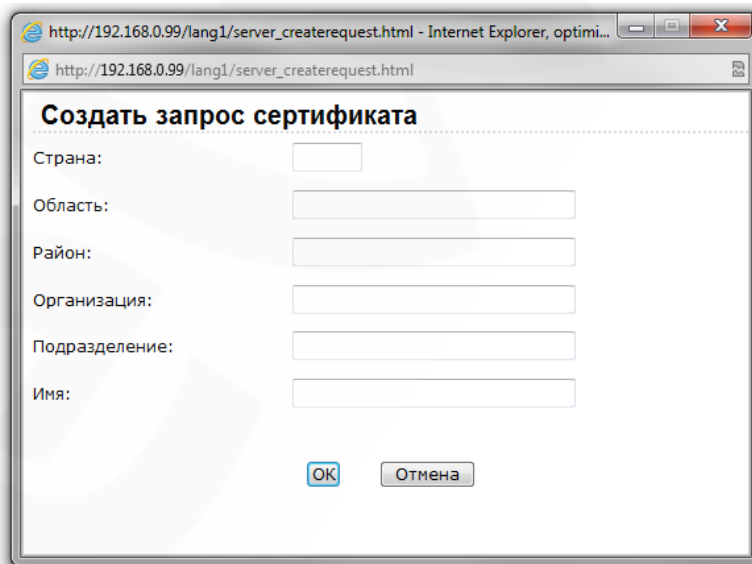 http://192.168.0.99/lang1/server_createrequest.html - Internet Explorer, optimi...
http://192.168.0.99/lang1/server_createrequest.html
Создать запрос сертификата
Страна:
Область:
Район:
Организация:
Подразделение:
Имя:
OK Отмена